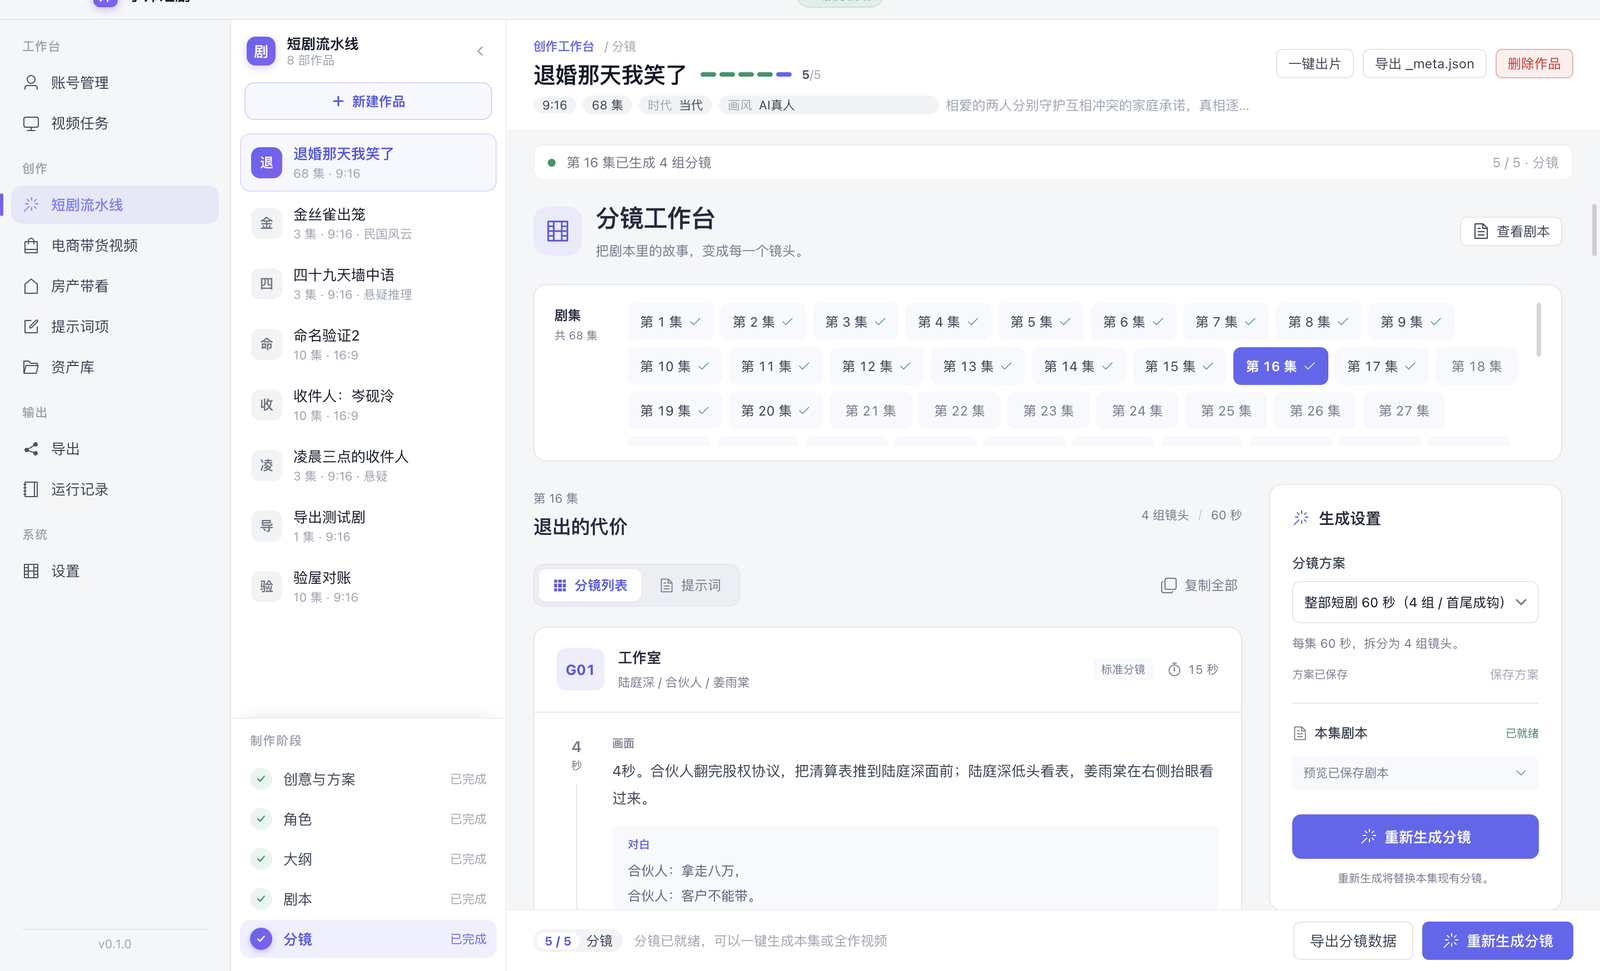 工作台
账号管理
视频任务
创作
短剧流水线
电商带货视频
房产带看
提示词项
资产库
输出
导出
运行记录
系统
设置
v0.1.0
剧
短剧流水线
8 部作品
新建作品
退
退婚那天我笑了
68 集 · 9:16
金
金丝雀出笼
3 集 · 9:16 · 民国风云
四
四十九天墙中语
3 集 · 9:16 · 悬疑推理
命
命名验证2
10 集 · 16:9
收
收件人：岑砚泠
10 集 · 16:9
凌
凌晨三点的收件人
3 集 · 9:16 · 悬疑
导
导出测试剧
1 集 · 9:16
验
验屋对账
10 集 · 9:16
制作阶段
创意与方案 已完成
角色 已完成
大纲 已完成
剧本 已完成
分镜 已完成
创作工作台 / 分镜
退婚那天我笑了 5/5
9:16 68 集 时代 当代 画风 AI真人 相爱的两人分别守护互相冲突的家庭承诺，真相逐...
一键出片 导出 _meta.json 删除作品
第 16 集已生成 4 组分镜 5 / 5 · 分镜
分镜工作台
把剧本里的故事，变成每一个镜头。
查看剧本
剧集
共 68 集
第 1 集 第 2 集 第 3 集 第 4 集 第 5 集 第 6 集 第 7 集 第 8 集 第 9 集
第 10 集 第 11 集 第 12 集 第 13 集 第 14 集 第 15 集 第 16 集 第 17 集 第 18 集
第 19 集 第 20 集 第 21 集 第 22 集 第 23 集 第 24 集 第 25 集 第 26 集 第 27 集
第 16 集
退出的代价
4 组镜头 / 60 秒
分镜列表 提示词 复制全部
G01
工作室
陆庭深 / 合伙人 / 姜雨棠
标准分镜 15 秒
4
秒
画面
4秒。合伙人翻完股权协议，把清算表推到陆庭深面前；陆庭深低头看表，姜雨棠在右侧抬眼看
过来。
对白
合伙人：拿走八万，
合伙人：客户不能带。
生成设置
分镜方案
整部短剧 60 秒（4 组 / 首尾成钩）
每集 60 秒，拆分为 4 组镜头。
方案已保存 保存方案
本集剧本 已就绪
预览已保存剧本
重新生成分镜
重新生成将替换本集现有分镜。
5 / 5 分镜 分镜已就绪，可以一键生成本集或全作视频
导出分镜数据 重新生成分镜